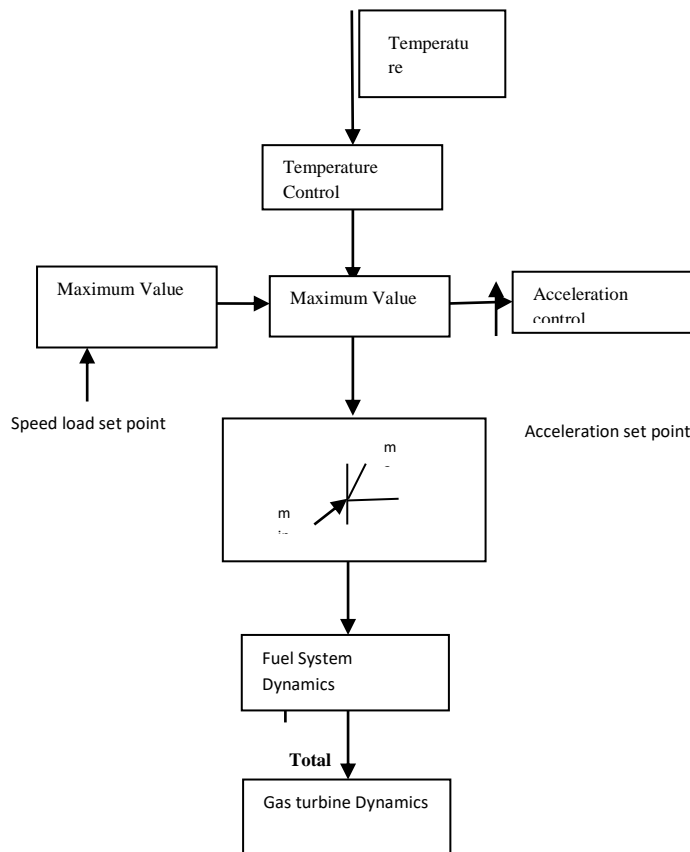 Temperatu
re
Temperature
Control
Maximum Value
Maximum Value
Acceleration
control
Speed load set point
Acceleration set point
m
m
Fuel System
Dynamics
Total
Gas turbine Dynamics